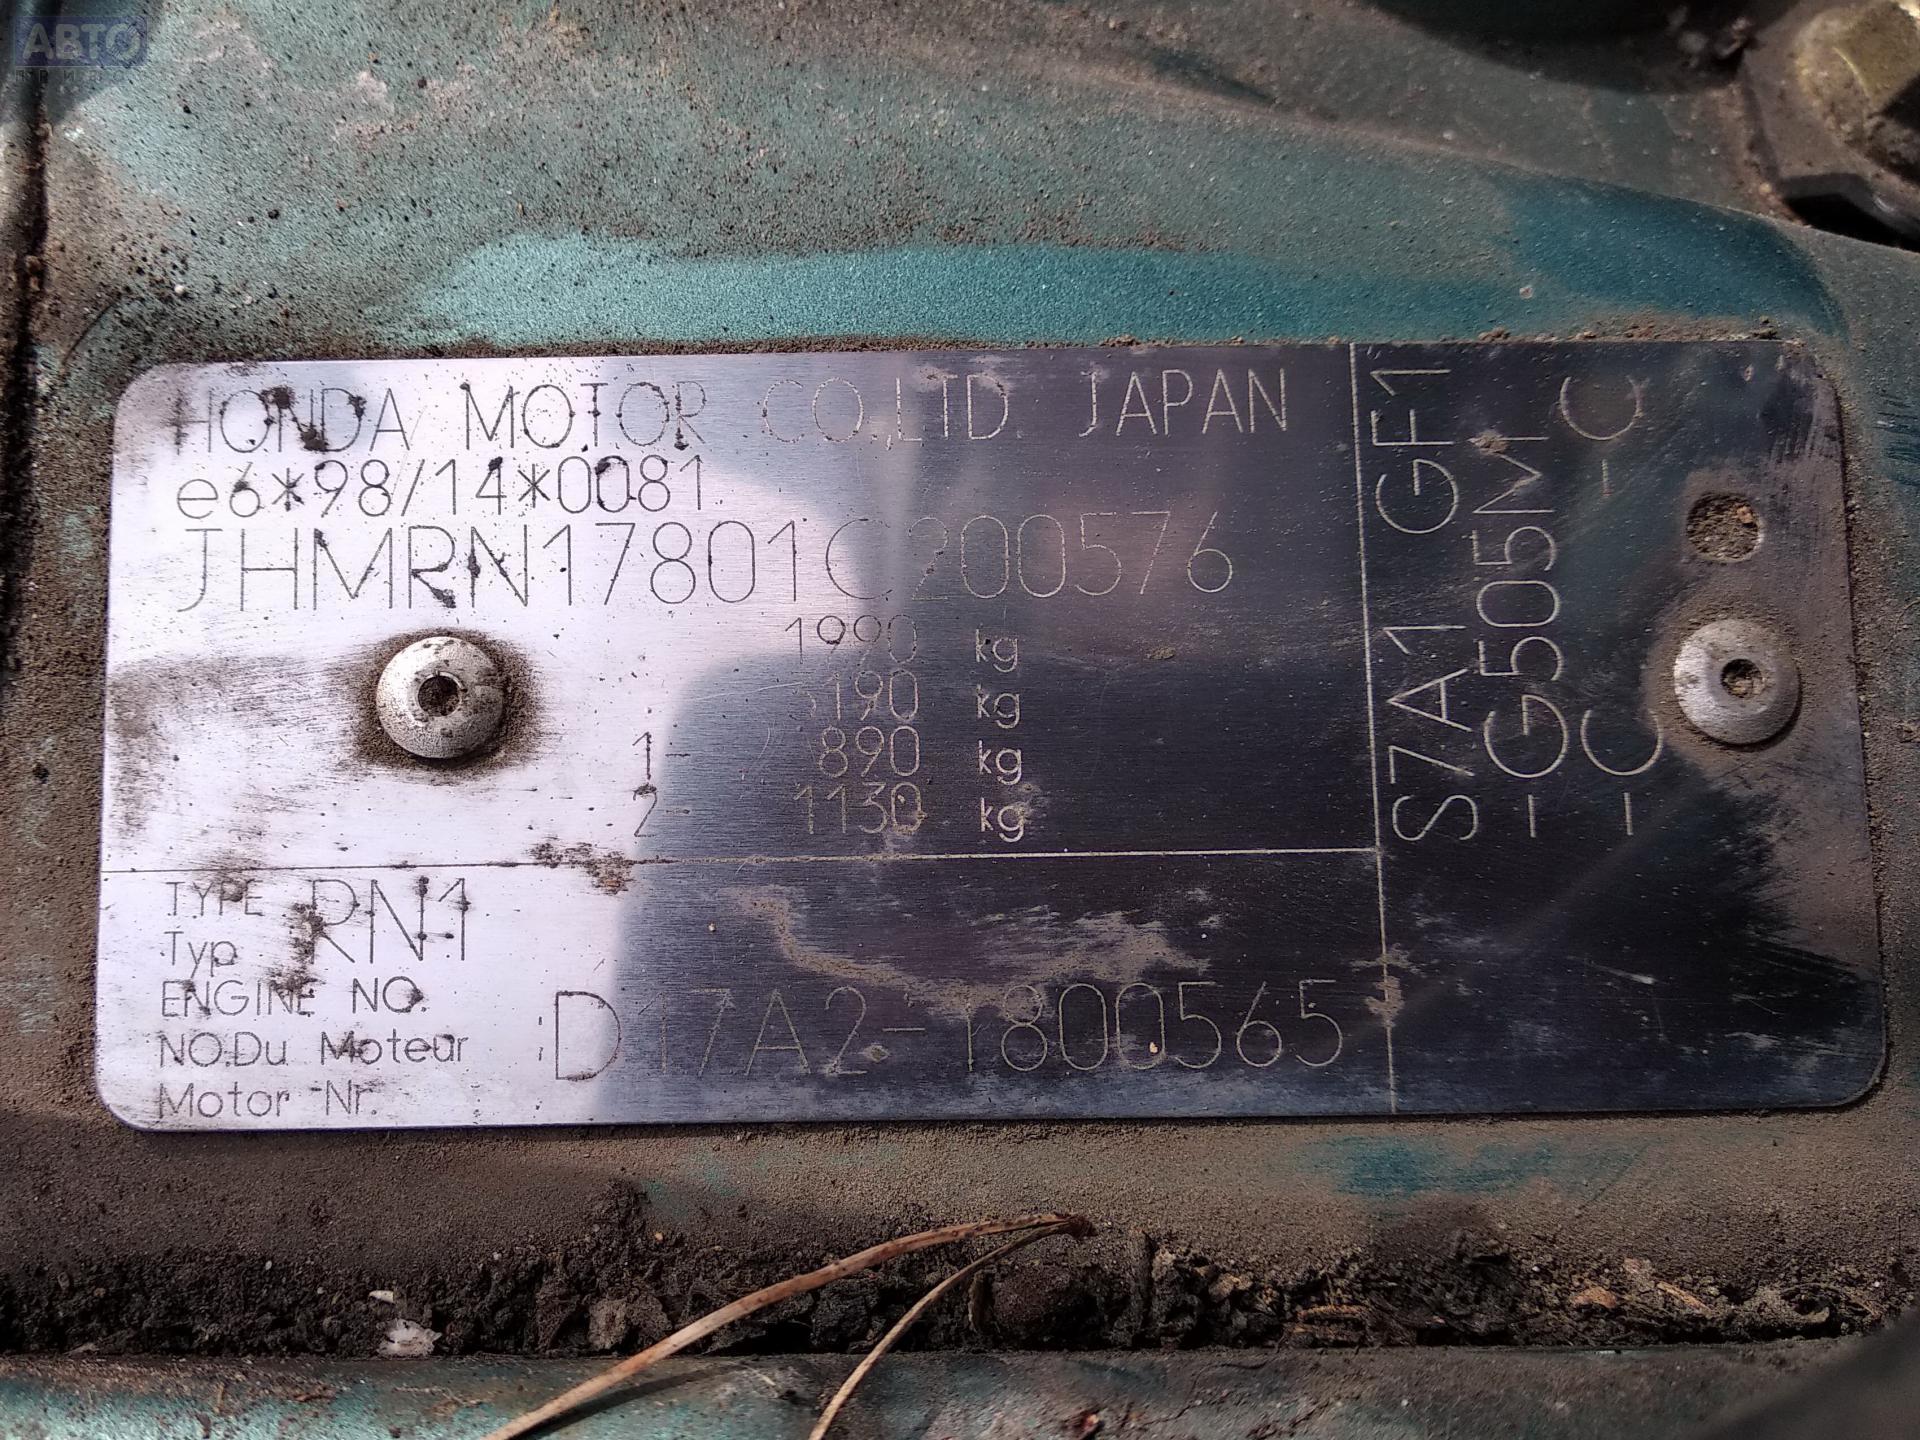 АВТО
HONDA MOTOR CO.,LTD. JAPAN
e6*98/14*0081
JHMRN17801C200576
1990 kg
3190 kg
1- 890 kg
2- 1130 kg
TYPE
Typ RN1
ENGINE NO.
NO.Du Moteur
Motor -Nr.
: D17A2-1800565
S7A1 GF1
-G505M
-C -C